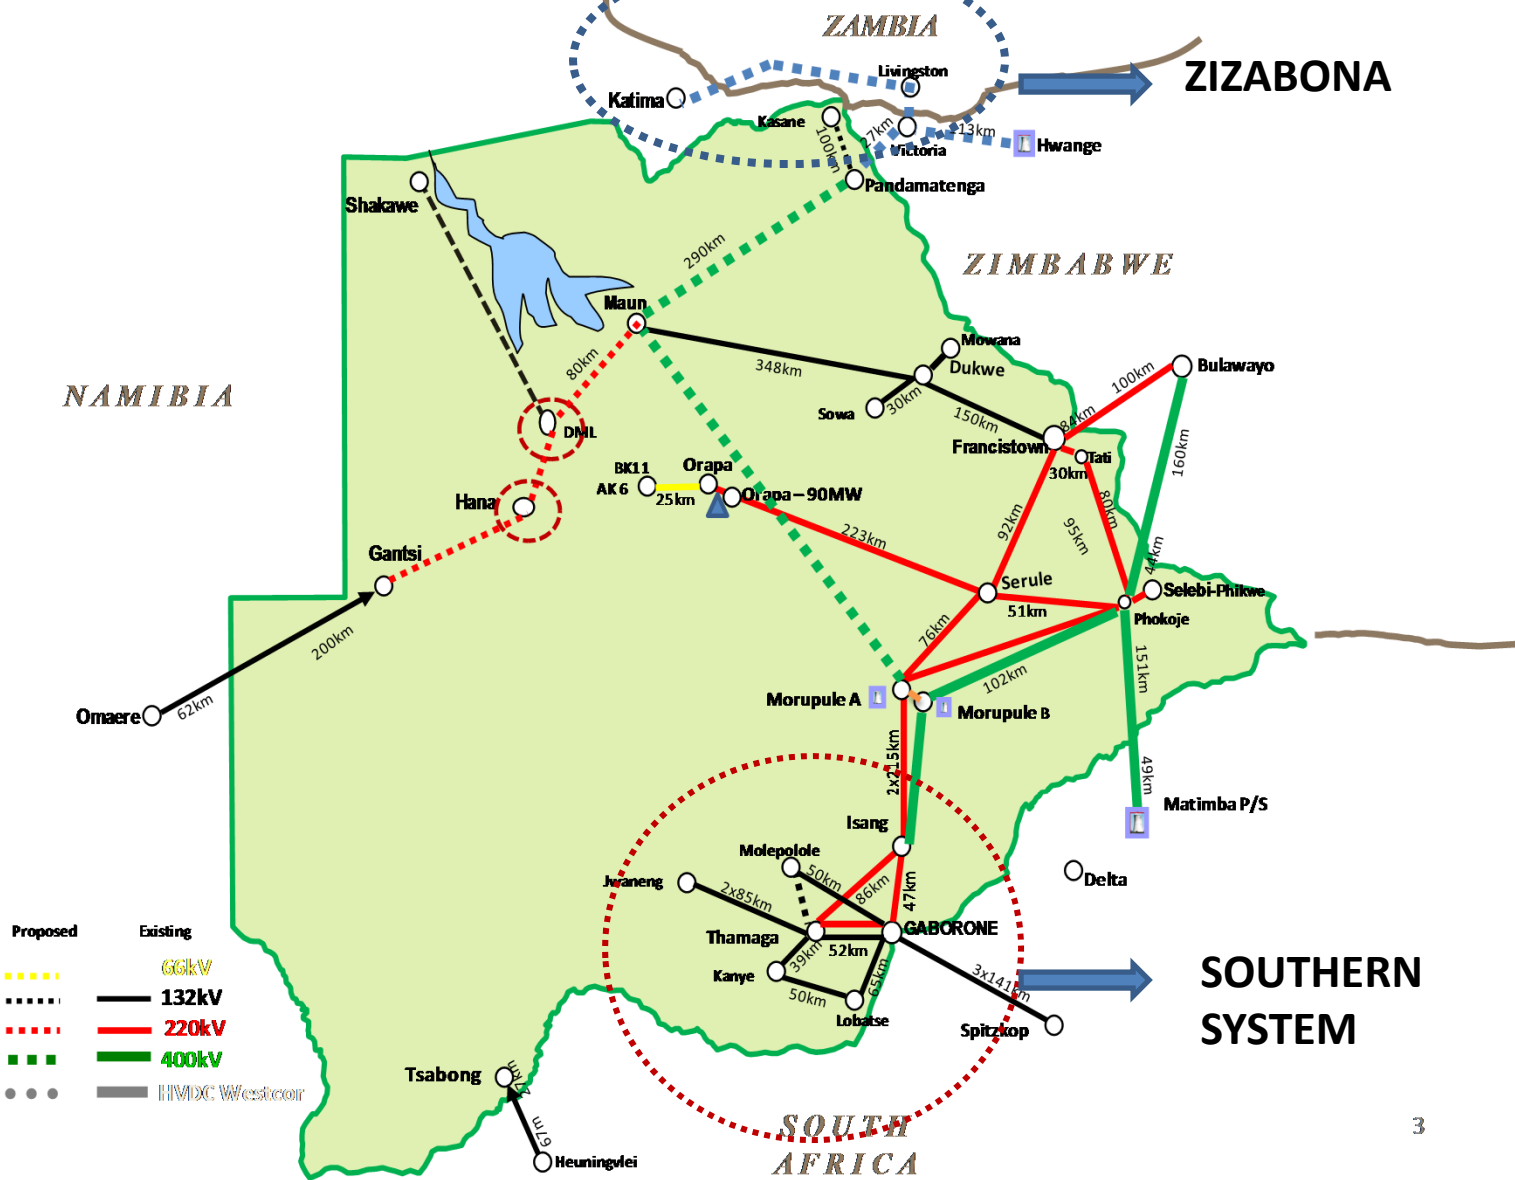 ZAMBIA
ZIZABONA
Livingston
Katima
Kasane
27km
Victoria
113km
Hwange
100km
Pandamatenga
Shakawe
290km
ZIMBABWE
Maun
NAMIBIA
80km
348km
Mowana
Dukwe
Sowa
30km
150km
100km
Bulawayo
84km
Francistown
Tati
30km
160km
DML
BK11
AK6
Orapa
25km
Orapa-90MW
Hana
223km
92km
95km
80km
44km
Gantsi
Serule
51km
Selebi-Phikwe
Phokoje
200km
76km
102km
151km
Omaere
62km
Morupule A
Morupule B
2x215km
49km
Matimba P/S
Isang
Molepolole
Jwaneng
50km
86km
47km
2x85km
Delta
Thamaga
GABORONE
52km
39km
Kanye
50km
65km
Lobatse
3x141km
Spitzkop
SOUTHERN
SYSTEM
Proposed Existing
66kV
132kV
220kV
400kV
HVDC Westcor
Tsabong
67m
Heuningvlei
SOUTH
AFRICA
3